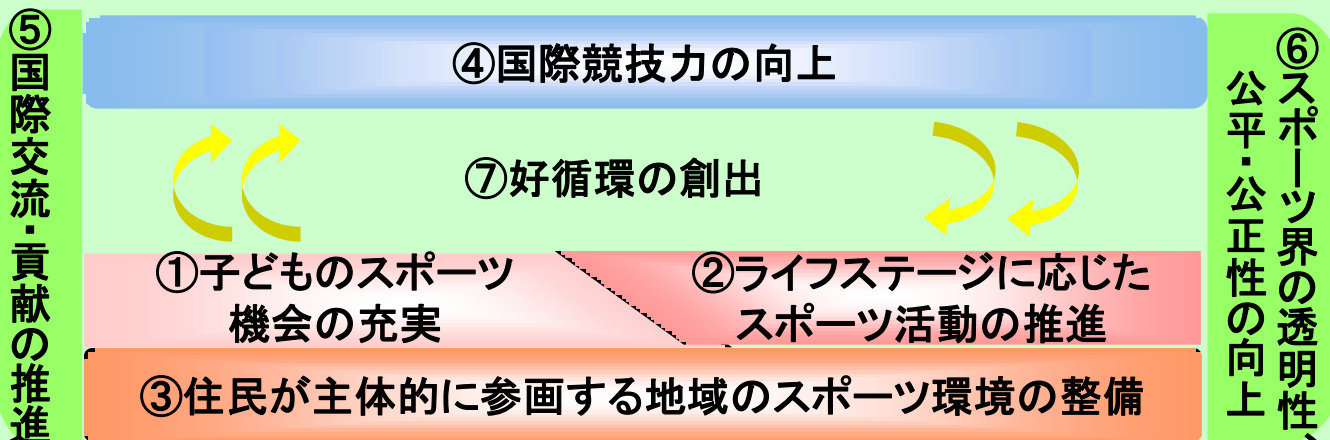 ⑤国際交流・貢献の推進
④国際競技力の向上
⑦好循環の創出
①子どものスポーツ
機会の充実
②ライフステージに応じた
スポーツ活動の推進
③住民が主体的に参画する地域のスポーツ環境の整備
⑥スポーツ界の透明性、
公平・公正性の向上